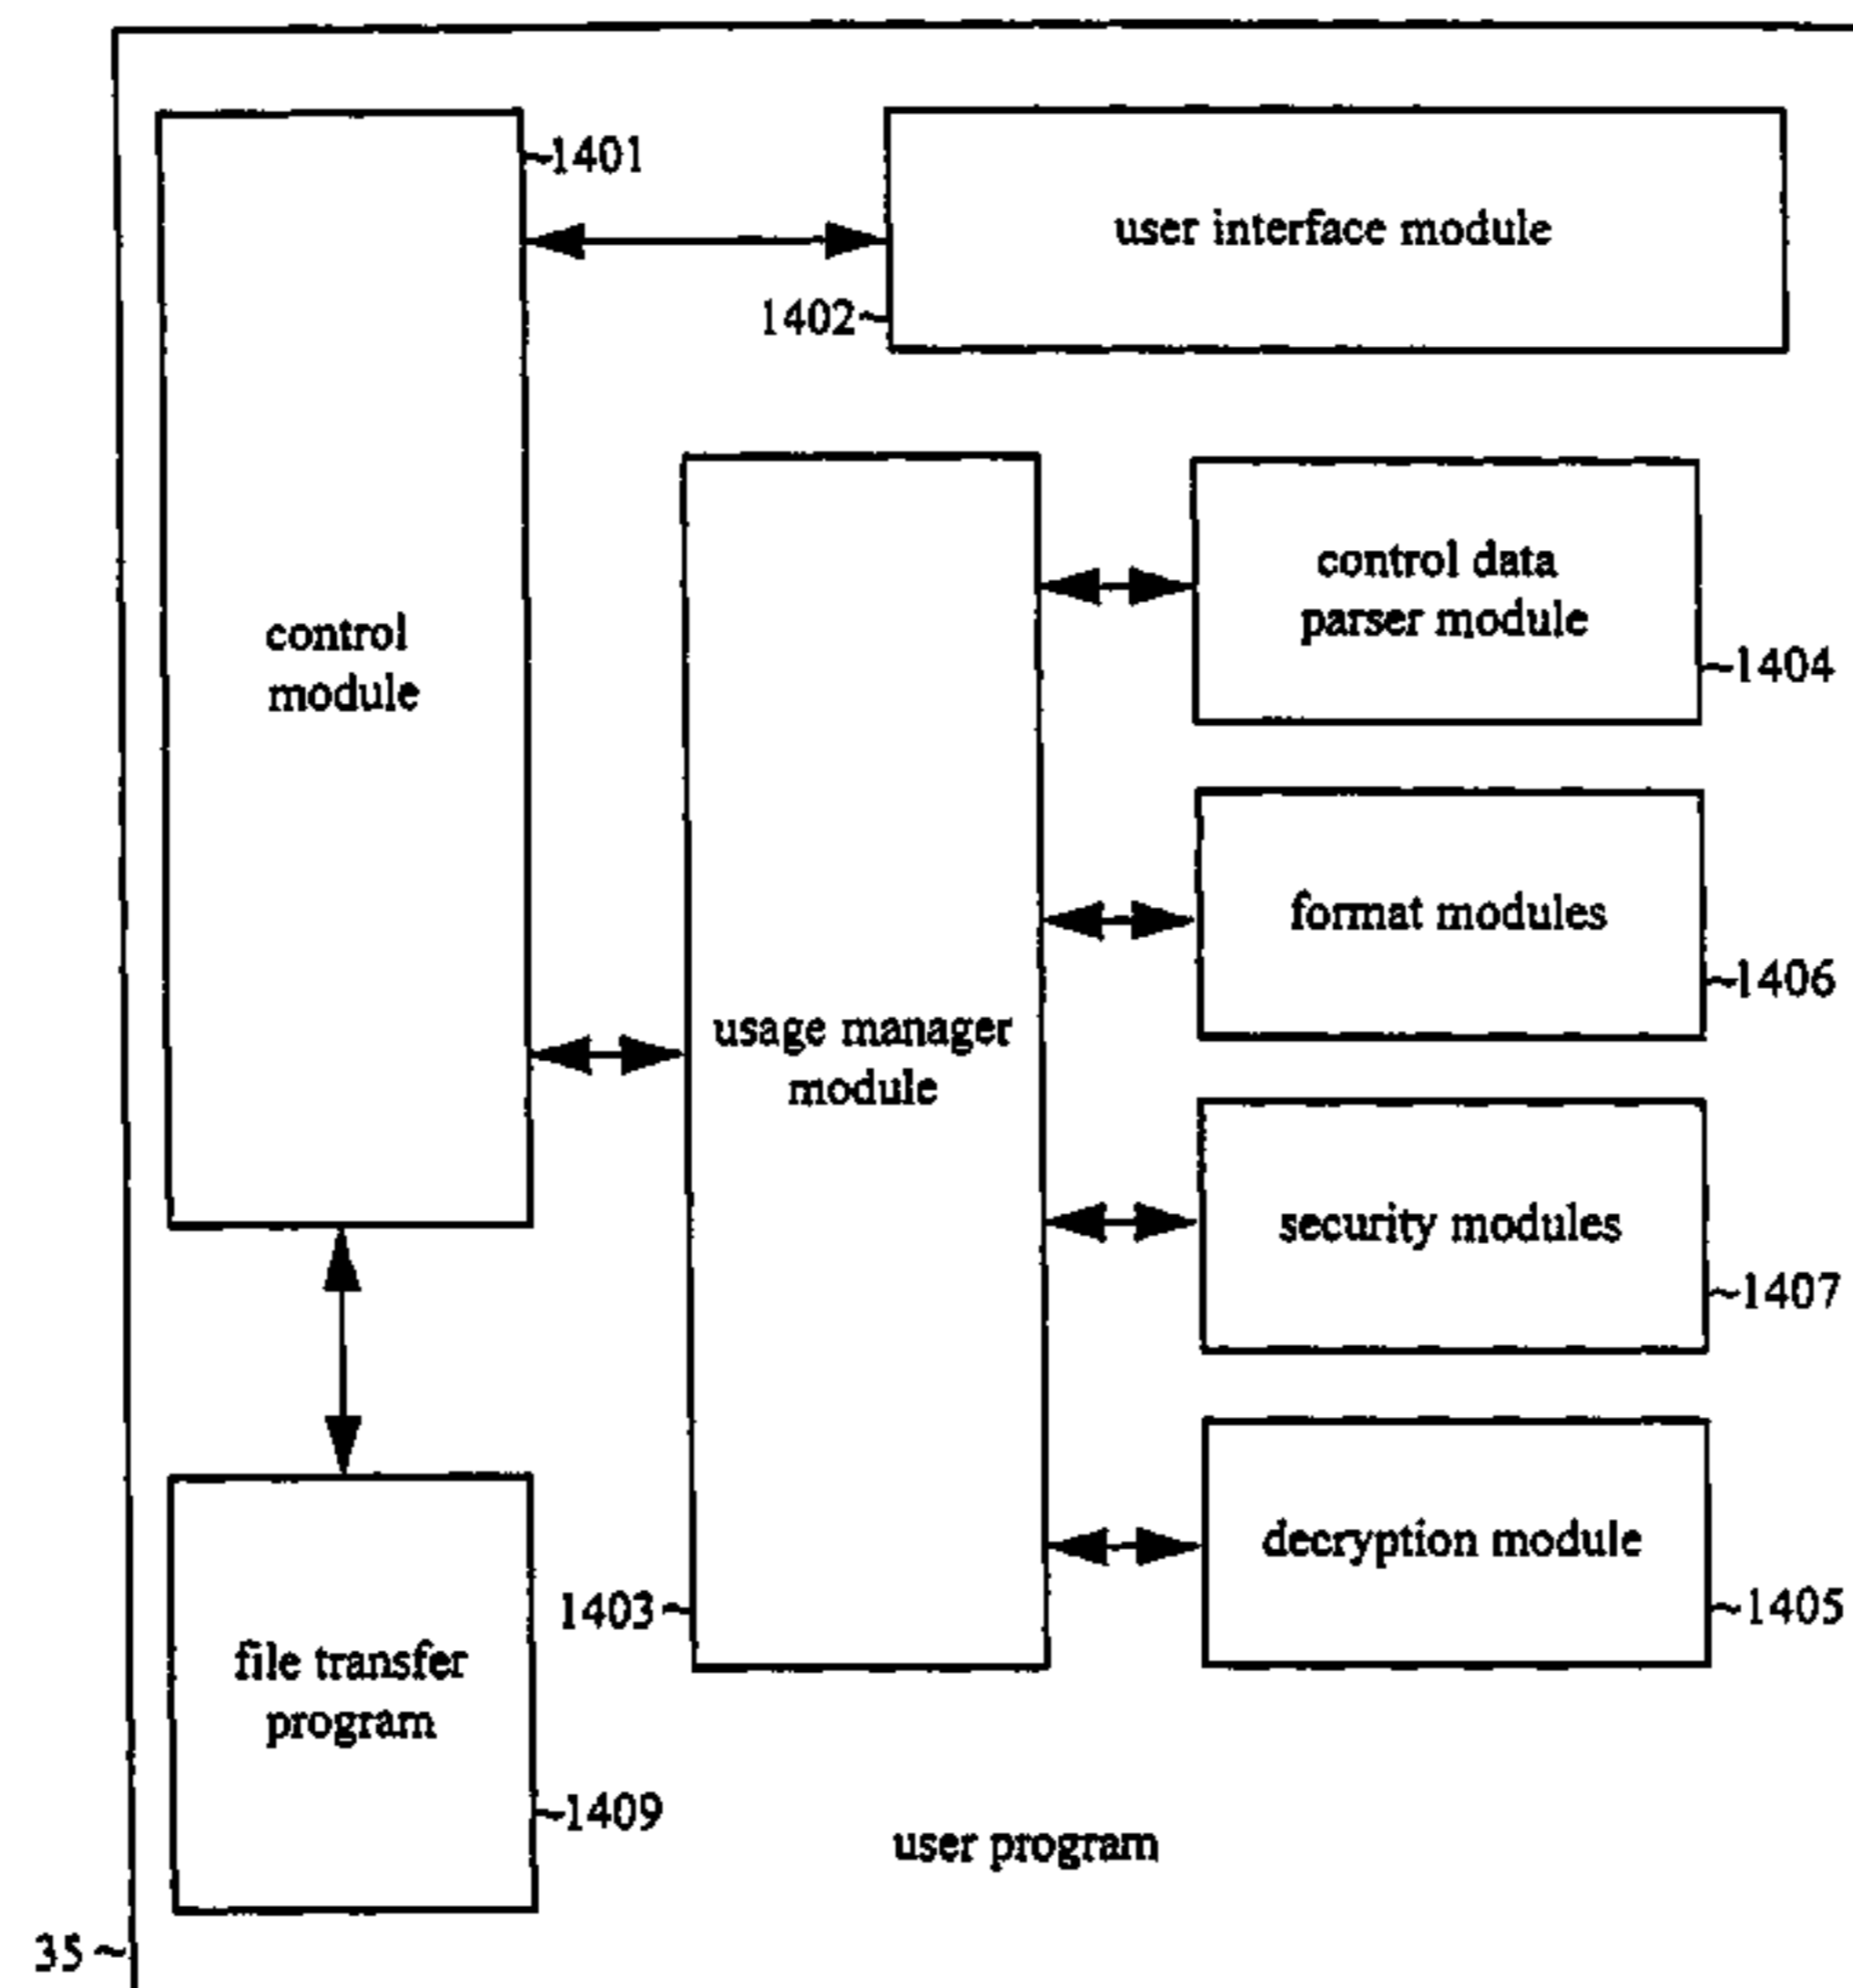 ~1401
user interface module
1402~
control
module
control data
parser module
~1404
format modules
~1406
usage manager
module
security modules
~1407
decryption module
~1405
1403~
file transfer
program
~1409
user program
35~